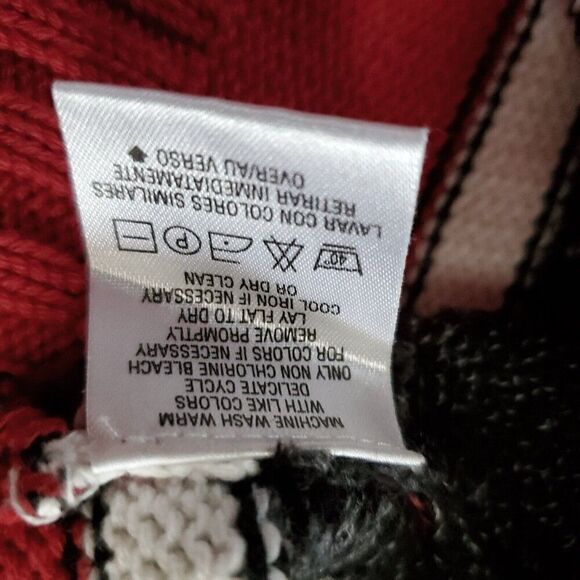 MACHINE WASH WARM
WITH LIKE COLORS
DELICATE CYCLE
ONLY NON CHLORINE BLEACH
FOR COLORS IF NECESSARY
REMOVE PROMPTLY
LAY FLAT TO DRY
COOL IRON IF NECESSARY
OR DRY CLEAN
40° P
LAVAR CON COLORES SIMILARES
RETIRAR INMEDIATAMENTE
OVER/AU VERSO